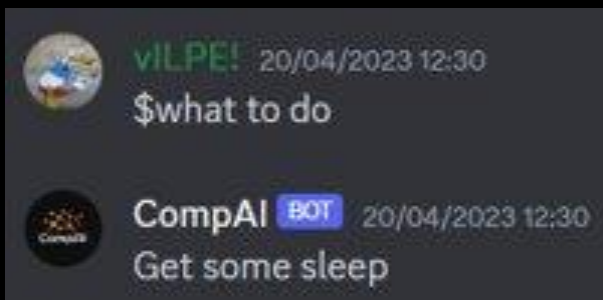 vILPE! 20/04/2023 12:30
$what to do
CompAI BOT 20/04/2023 12:30
CompAI
Get some sleep